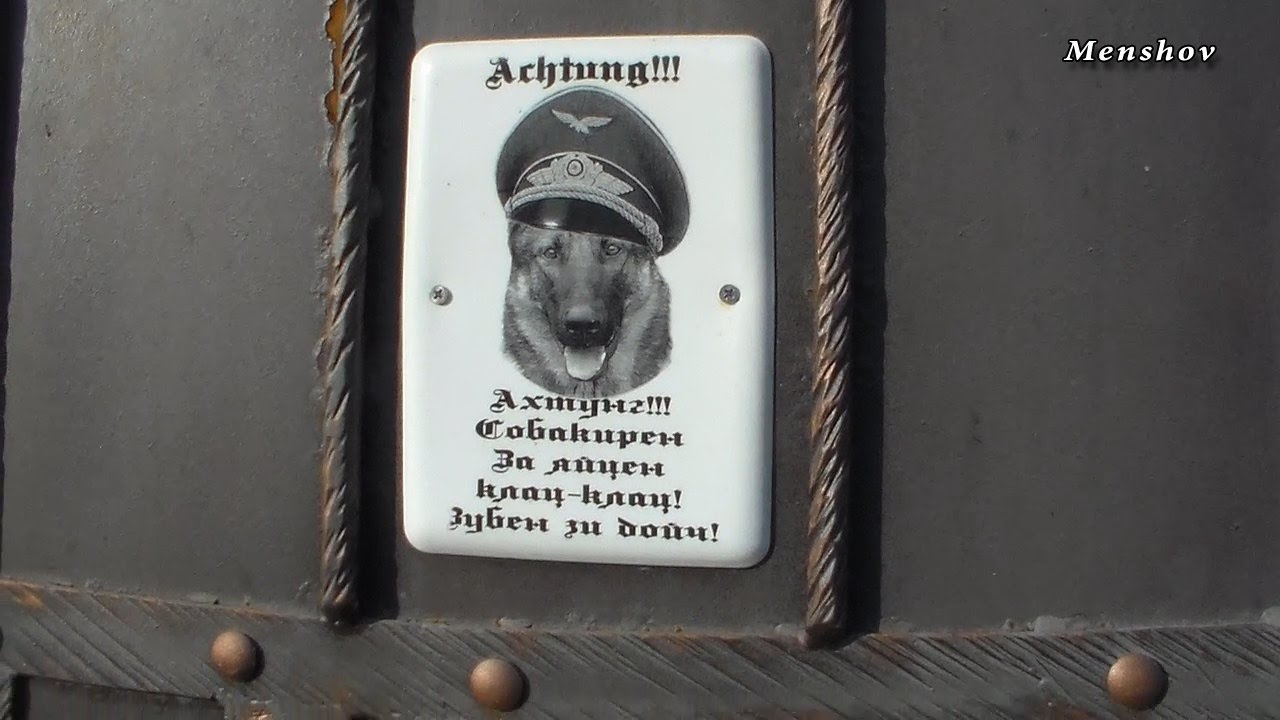 Menshov
Achtung!!!
Ахтунг!!!
Собакирен
За яйцен
клац-клац!
Зубен зи дойч!